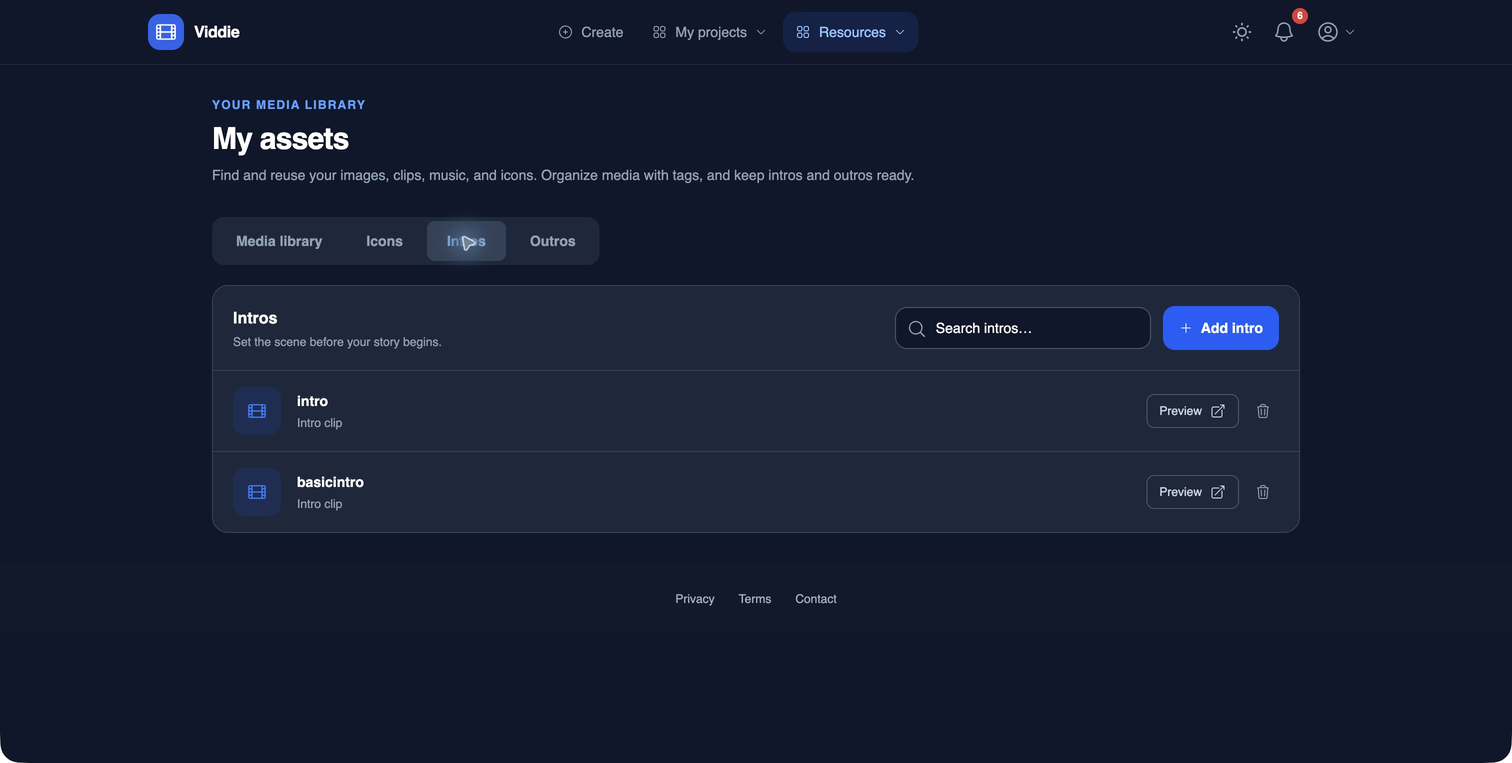 Viddie
Create
My projects
Resources
6
YOUR MEDIA LIBRARY
My assets
Find and reuse your images, clips, music, and icons. Organize media with tags, and keep intros and outros ready.
Media library
Icons
Intros
Outros
Intros
Set the scene before your story begins.
Search intros...
Add intro
intro
Intro clip
Preview
basicintro
Intro clip
Preview
Privacy
Terms
Contact